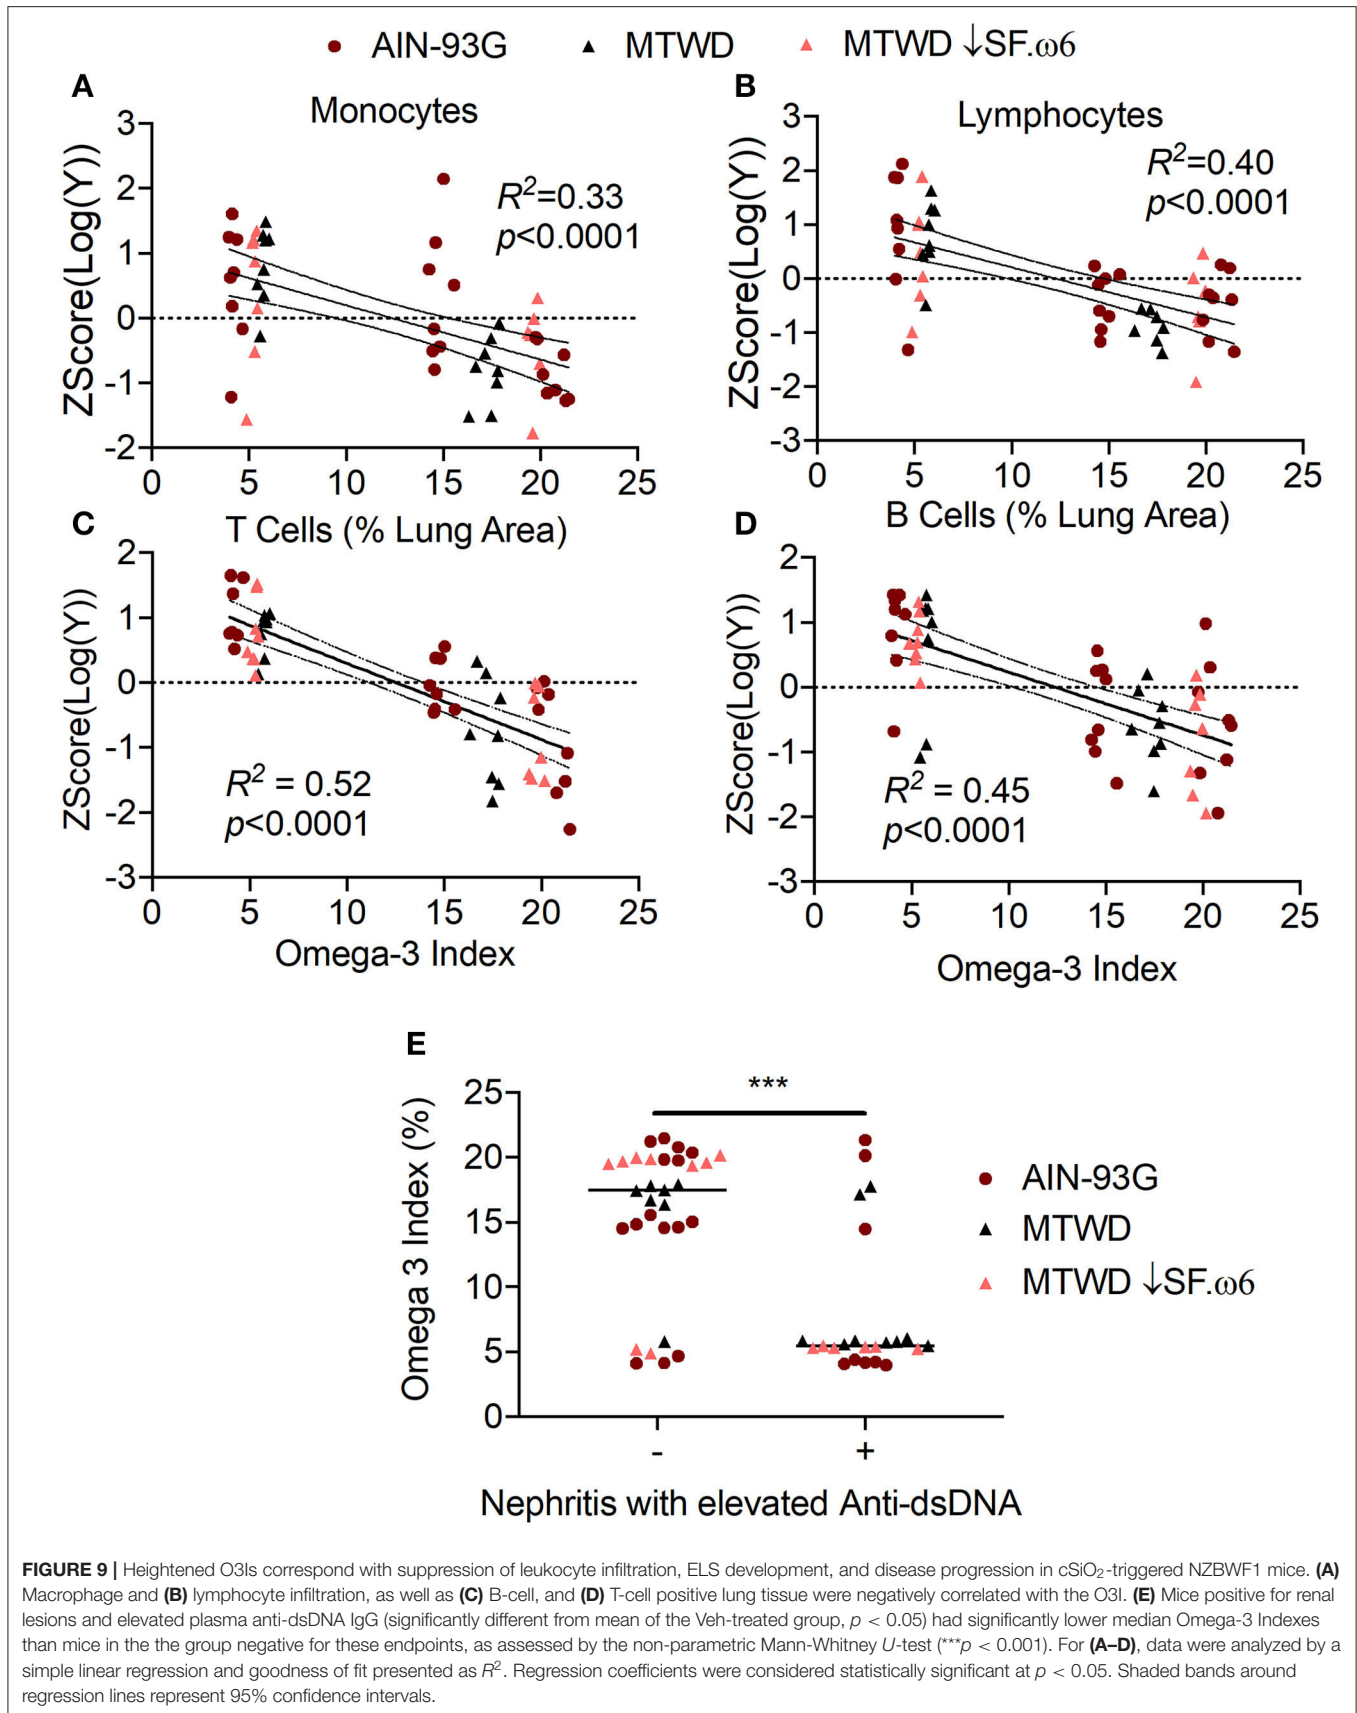 AIN-93G MTWD MTWD ↓SF.ω6
A
Monocytes
ZScore(Log(Y))
3
2
1
0
-1
-2
R²=0.33
p<0.0001
0 5 10 15 20 25
B
Lymphocytes
ZScore(Log(Y))
3
2
1
0
-1
-2
-3
R²=0.40
p<0.0001
0 5 10 15 20 25
C
T Cells (% Lung Area)
ZScore(Log(Y))
2
1
0
-1
-2
-3
R² = 0.52
p<0.0001
0 5 10 15 20 25
Omega-3 Index
D
B Cells (% Lung Area)
ZScore(Log(Y))
2
1
0
-1
-2
-3
R² = 0.45
p<0.0001
0 5 10 15 20 25
Omega-3 Index
E
Omega 3 Index (%)
25
20
15
10
5
0
***
- +
Nephritis with elevated Anti-dsDNA
AIN-93G
MTWD
MTWD ↓SF.ω6
FIGURE 9 | Heightened O3Is correspond with suppression of leukocyte infiltration, ELS development, and disease progression in cSiO₂-triggered NZBWF1 mice. (A)
Macrophage and (B) lymphocyte infiltration, as well as (C) B-cell, and (D) T-cell positive lung tissue were negatively correlated with the O3I. (E) Mice positive for renal
lesions and elevated plasma anti-dsDNA IgG (significantly different from mean of the Veh-treated group, p < 0.05) had significantly lower median Omega-3 Indexes
than mice in the the group negative for these endpoints, as assessed by the non-parametric Mann-Whitney U-test (***p < 0.001). For (A–D), data were analyzed by a
simple linear regression and goodness of fit presented as R². Regression coefficients were considered statistically significant at p < 0.05. Shaded bands around
regression lines represent 95% confidence intervals.